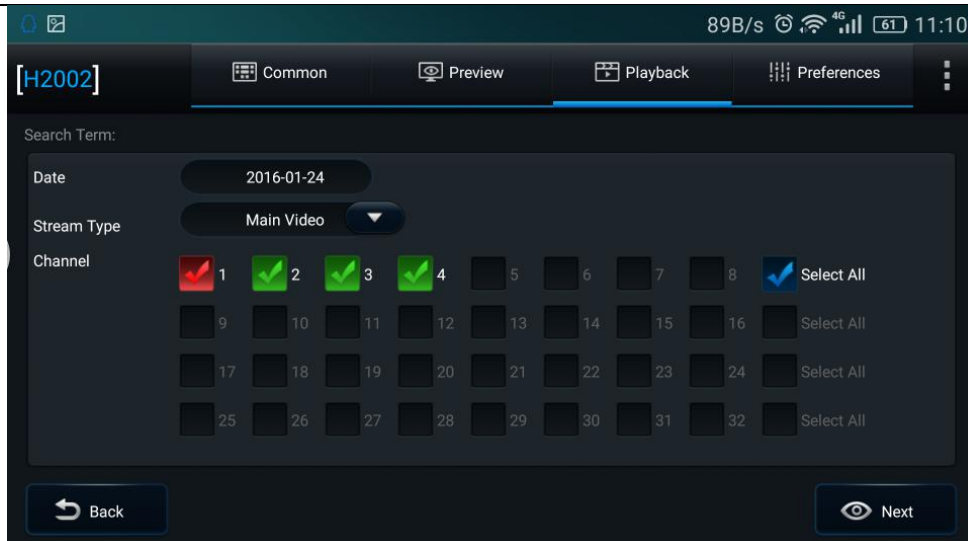 89B/s 4G 61 11:10
[H2002] Common Preview Playback Preferences
Search Term:
Date 2016-01-24
Stream Type Main Video
Channel 1 2 3 4 5 6 7 8 Select All
9 10 11 12 13 14 15 16 Select All
17 18 19 20 21 22 23 24 Select All
25 26 27 28 29 30 31 32 Select All
Back Next